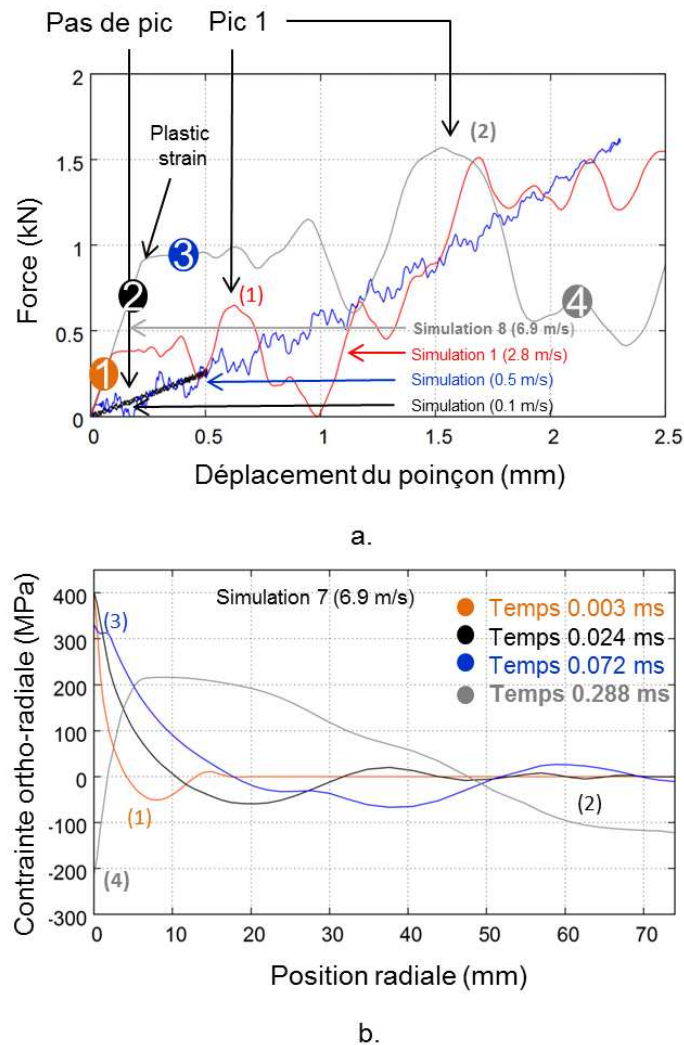 Pas de pic
Pic 1
Plastic
strain
(2)
(1)
1
2
3
4
Simulation 8 (6.9 m/s)
Simulation 1 (2.8 m/s)
Simulation (0.5 m/s)
Simulation (0.1 m/s)
2
1.5
1
0.5
0
0
0.5
1
1.5
2
2.5
Force (kN)
Déplacement du poinçon (mm)
a.
Simulation 7 (6.9 m/s)
Temps 0.003 ms
Temps 0.024 ms
Temps 0.072 ms
Temps 0.288 ms
(3)
(1)
(2)
(4)
400
300
200
100
0
-100
-200
-300
0
10
20
30
40
50
60
70
Contrainte ortho-radiale (MPa)
Position radiale (mm)
b.